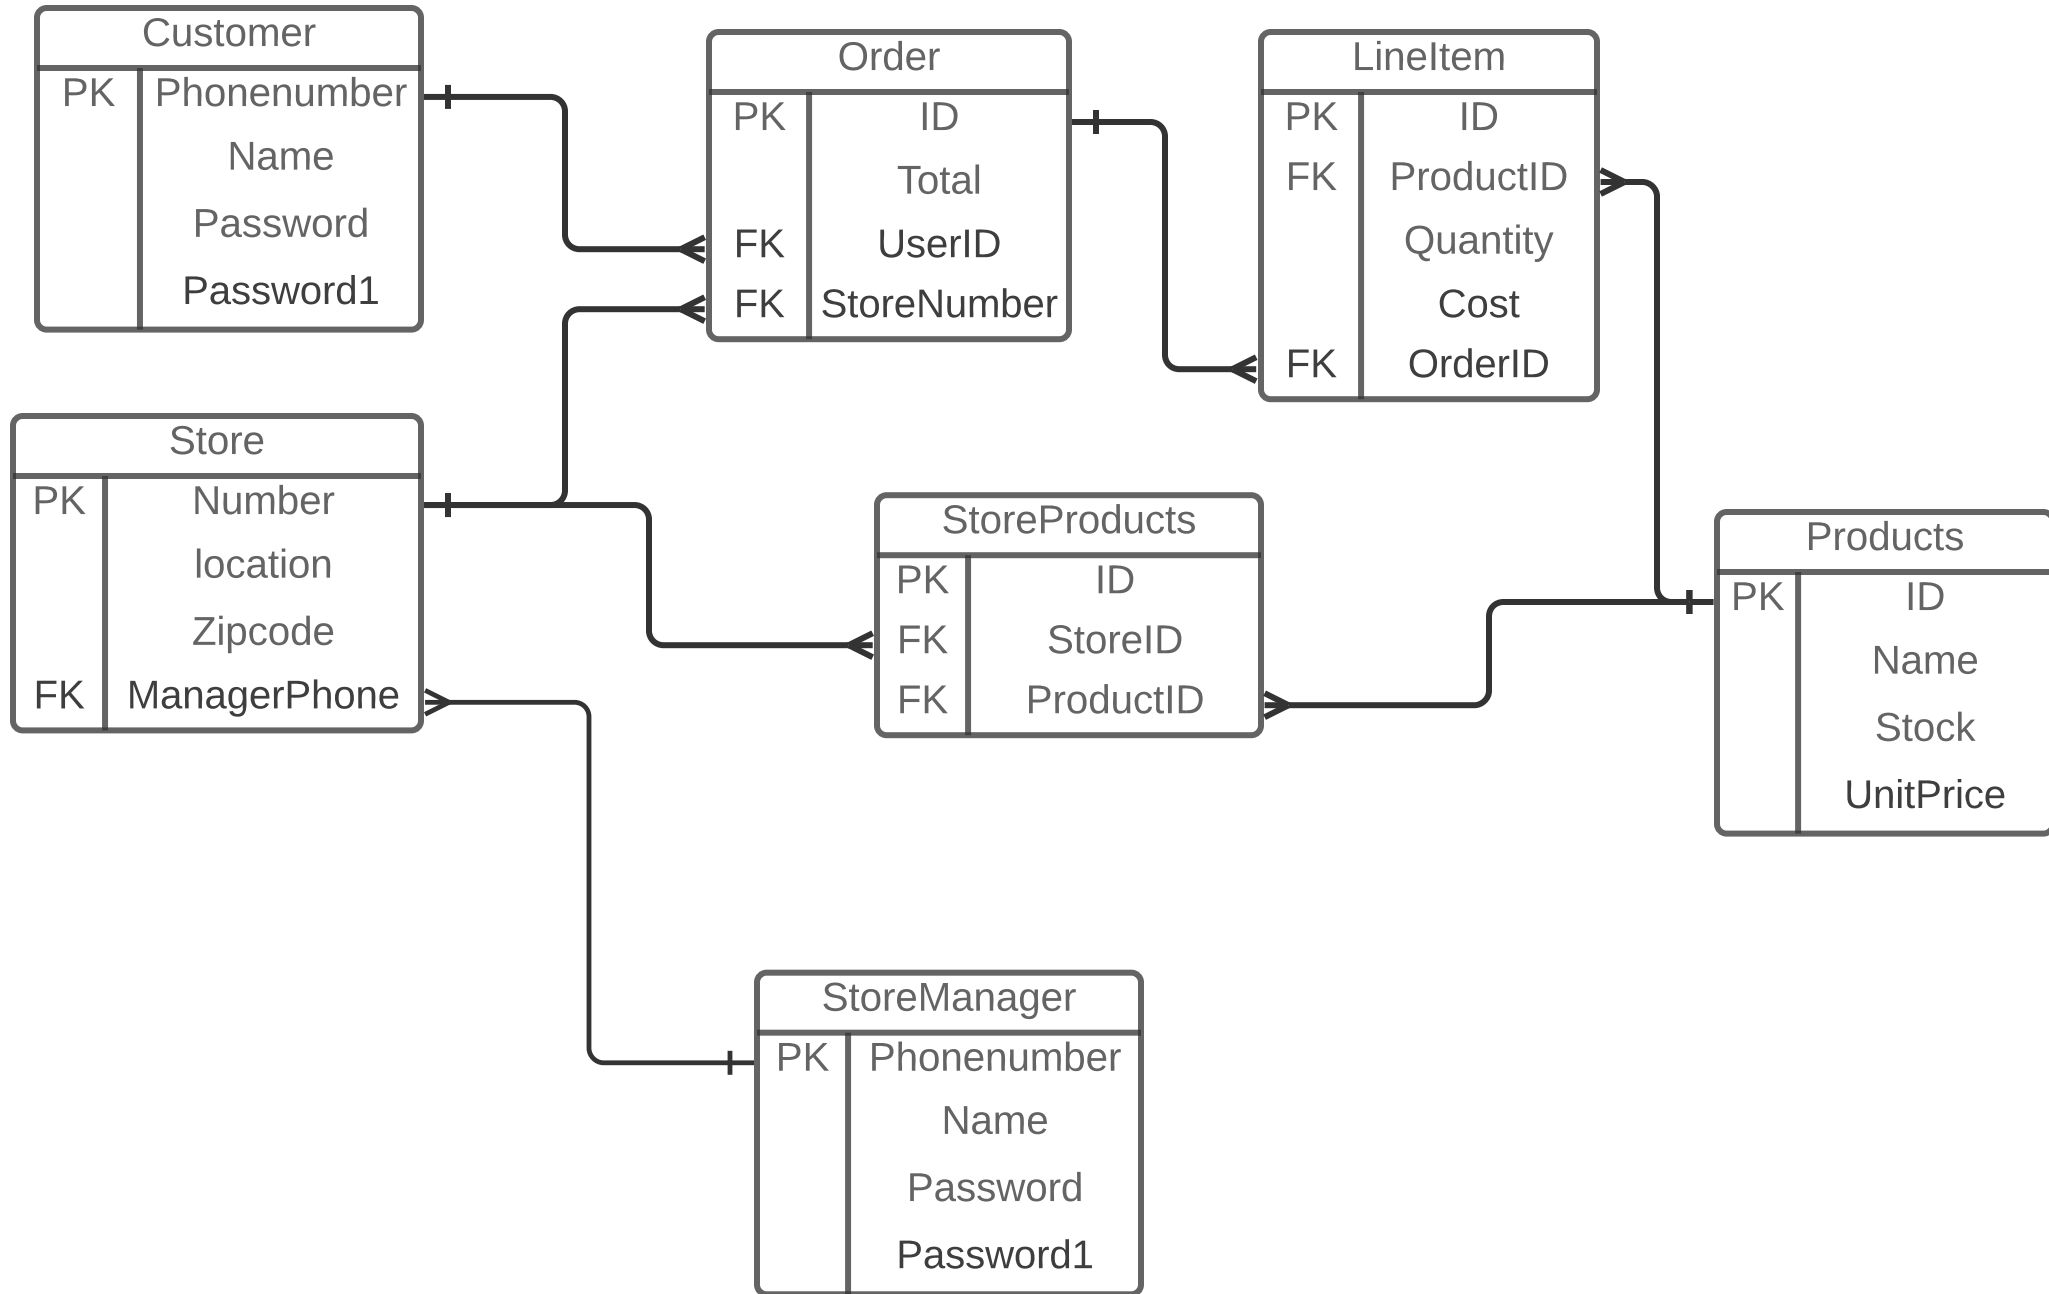 Customer
PK Phonenumber
Name
Password
Password1
Order
PK ID
Total
FK UserID
FK StoreNumber
LineItem
PK ID
FK ProductID
Quantity
Cost
FK OrderID
Store
PK Number
location
Zipcode
FK ManagerPhone
StoreProducts
PK ID
FK StoreID
FK ProductID
Products
PK ID
Name
Stock
UnitPrice
StoreManager
PK Phonenumber
Name
Password
Password1